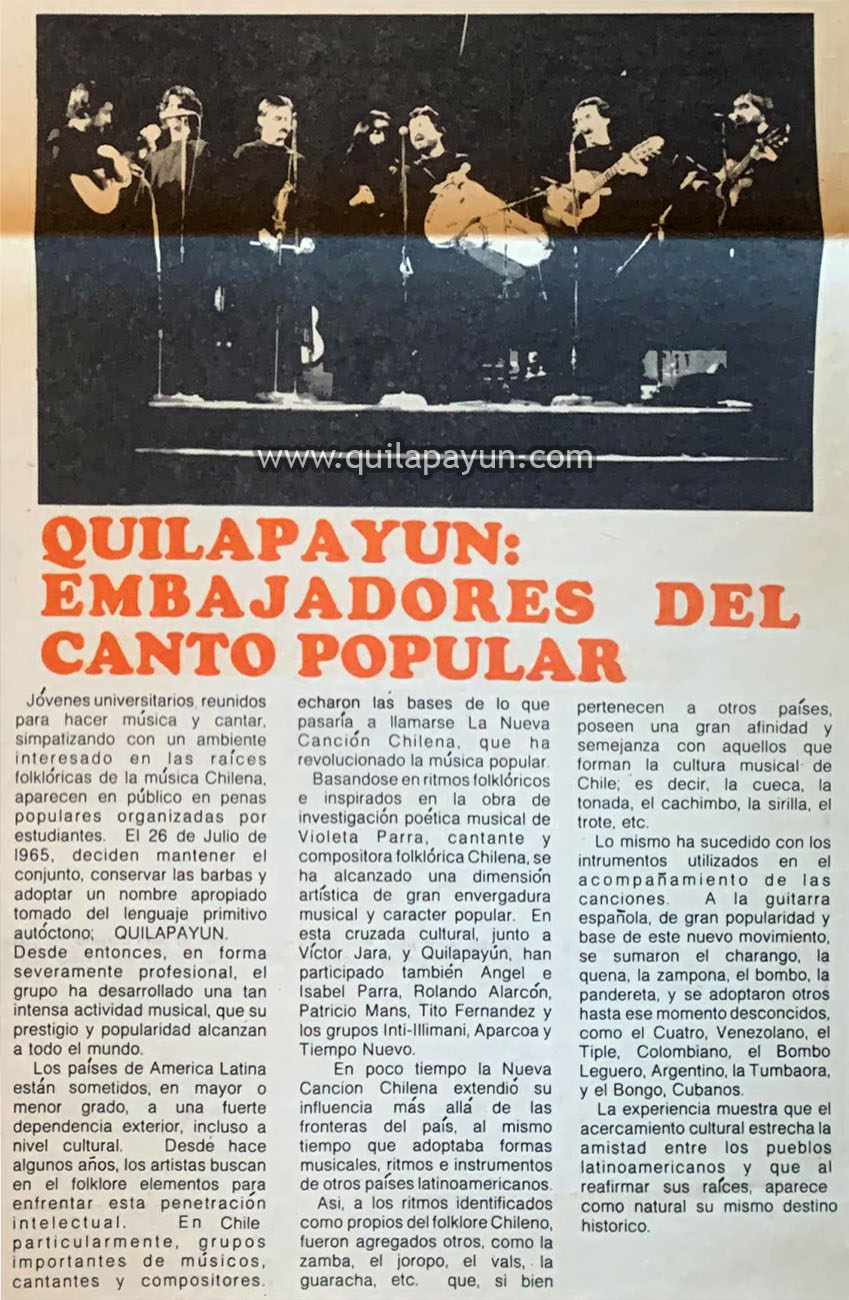 www.quilapayun.com
QUILAPAYUN:
EMBAJADORES DEL
CANTO POPULAR
Jóvenes universitarios, reunidos
para hacer música y cantar,
simpatizando con un ambiente
interesado en las raíces
folklóricas de la música Chilena,
aparecen en público en penas
populares organizadas por
estudiantes. El 26 de Julio de
1965, deciden mantener el
conjunto, conservar las barbas y
adoptar un nombre apropiado
tomado del lenguaje primitivo
autóctono; QUILAPAYUN.
Desde entonces, en forma
severamente profesional, el
grupo ha desarrollado una tan
intensa actividad musical, que su
prestigio y popularidad alcanzan
a todo el mundo.
Los países de America Latina
están sometidos, en mayor o
menor grado, a una fuerte
dependencia exterior, incluso a
nivel cultural. Desde hace
algunos años, los artistas buscan
en el folklore elementos para
enfrentar esta penetración
intelectual. En Chile
particularmente, grupos
importantes de músicos,
cantantes y compositores.
echaron las bases de lo que
pasaría a llamarse La Nueva
Canción Chilena, que ha
revolucionado la música popular.
Basandose en ritmos folklóricos
e inspirados en la obra de
investigación poética musical de
Violeta Parra, cantante y
compositora folklórica Chilena, se
ha alcanzado una dimensión
artística de gran envergadura
musical y caracter popular. En
esta cruzada cultural, junto a
Víctor Jara, y Quilapayún, han
participado también Angel e
Isabel Parra, Rolando Alarcón,
Patricio Mans, Tito Fernandez y
los grupos Inti-Illimani, Aparcoa y
Tiempo Nuevo.
En poco tiempo la Nueva
Cancion Chilena extendió su
influencia más allá de las
fronteras del país, al mismo
tiempo que adoptaba formas
musicales, ritmos e instrumentos
de otros países latinoamericanos.
Asi, a los ritmos identificados
como propios del folklore Chileno,
fueron agregados otros, como la
zamba, el joropo, el vals, la
guaracha, etc. que, si bien
pertenecen a otros países,
poseen una gran afinidad y
semejanza con aquellos que
forman la cultura musical de
Chile; es decir, la cueca, la
tonada, el cachimbo, la sirilla, el
trote, etc.
Lo mismo ha sucedido con los
intrumentos utilizados en el
acompañamiento de las
canciones. A la guitarra
española, de gran popularidad y
base de este nuevo movimiento,
se sumaron el charango, la
quena, la zampona, el bombo, la
pandereta, y se adoptaron otros
hasta ese momento desconcidos,
como el Cuatro, Venezolano, el
Tiple, Colombiano, el Bombo
Leguero, Argentino, la Tumbaora,
y el Bongo, Cubanos.
La experiencia muestra que el
acercamiento cultural estrecha la
amistad entre los pueblos
latinoamericanos y que al
reafirmar sus raíces, aparece
como natural su mismo destino
historico.